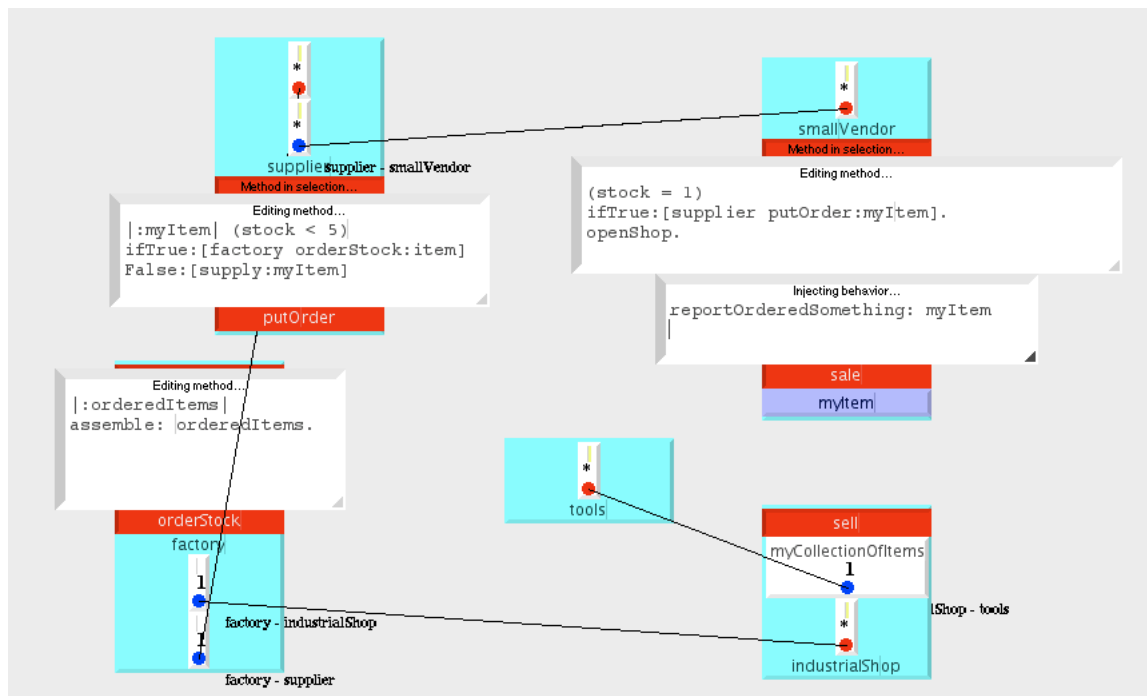 *
*
supplier
supplier - smallVendor
Method in selection...
Editing method...
|:myItem| (stock < 5)
ifTrue:[factory orderStock:item]
False:[supply:myItem]
putOrder
*
smallVendor
Method in selection...
Editing method...
(stock = 1)
ifTrue:[supplier putOrder:myItem].
openShop.
Injecting behavior...
reportOrderedSomething: myItem
sale
myItem
Editing method...
|:orderedItems|
assemble: orderedItems.
orderStock
factory
1
factory - industrialShop
1
factory - supplier
*
tools
sell
myCollectionOfItems
1
lShop - tools
*
industrialShop